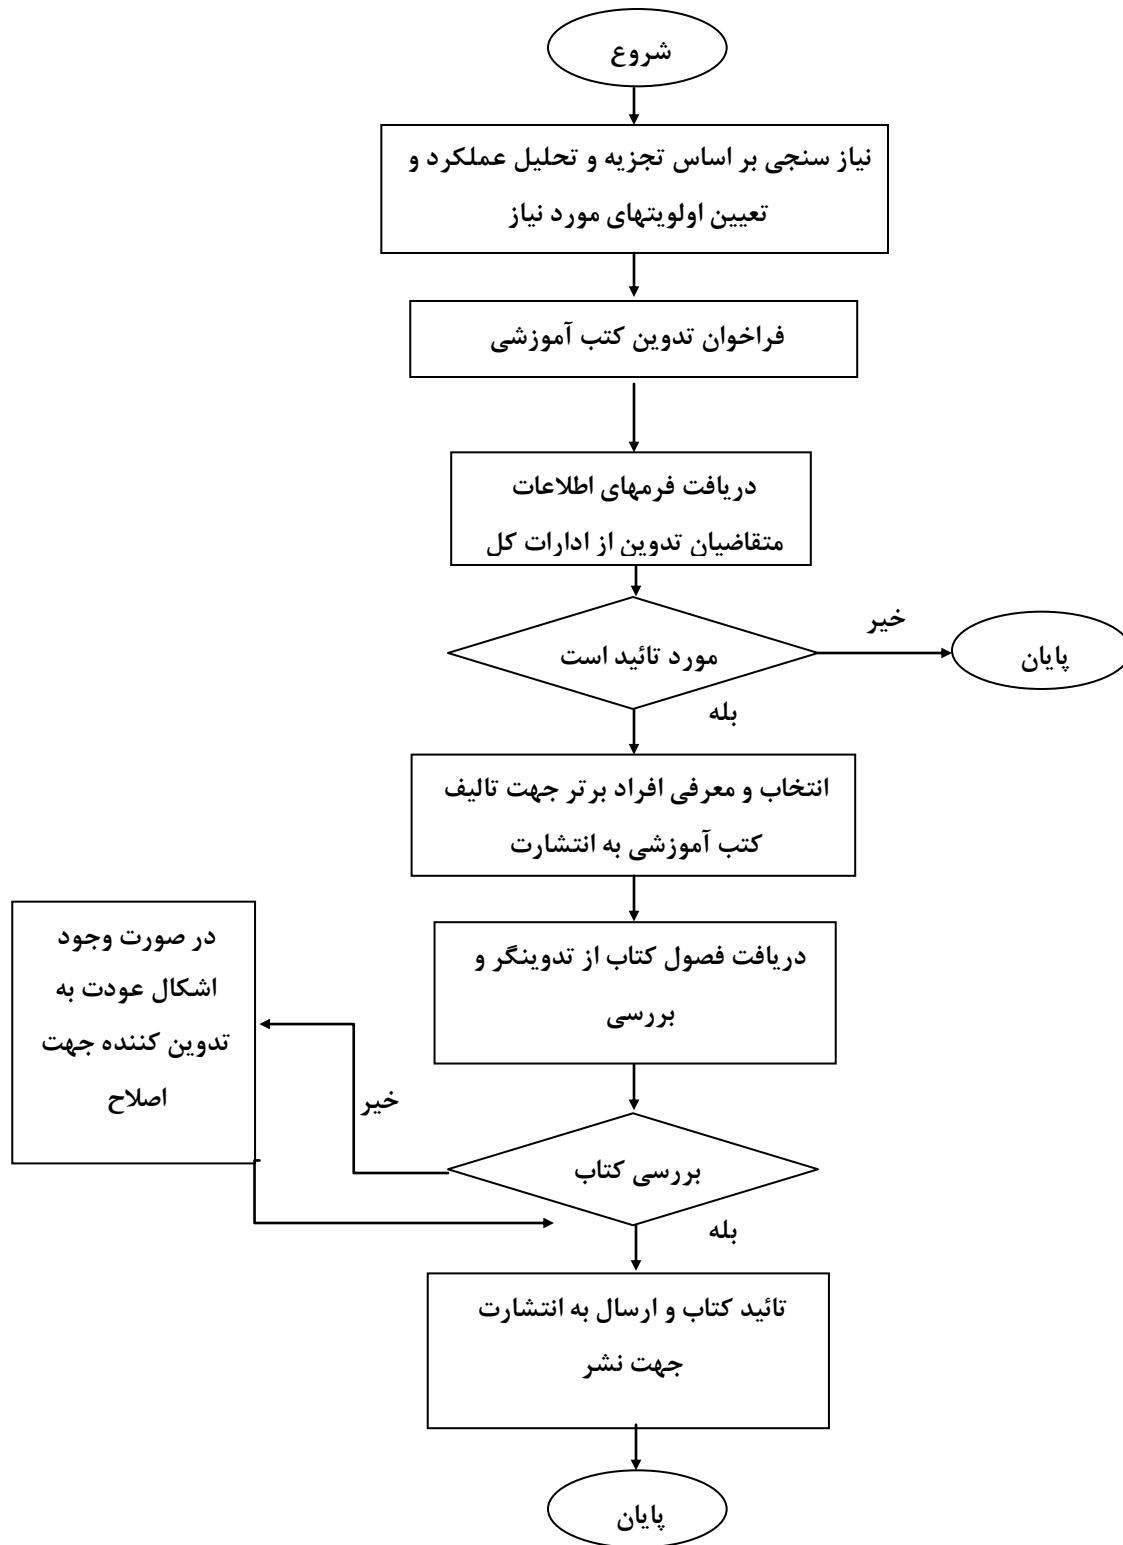 شروع
نیاز سنجی بر اساس تجزیه و تحلیل عملکرد و
تعیین اولویتهای مورد نیاز
فراخوان تدوین کتب آموزشی
دریافت فرمهای اطلاعات
متقاضیان تدوین از ادارات کل
خیر
مورد تائید است
پایان
بله
انتخاب و معرفی افراد برتر جهت تالیف
کتب آموزشی به انتشارت
دریافت فصول کتاب از تدوینگر و
بررسی
در صورت وجود
اشکال عودت به
تدوین کننده جهت
اصلاح
خیر
بررسی کتاب
بله
تائید کتاب و ارسال به انتشارت
جهت نشر
پایان